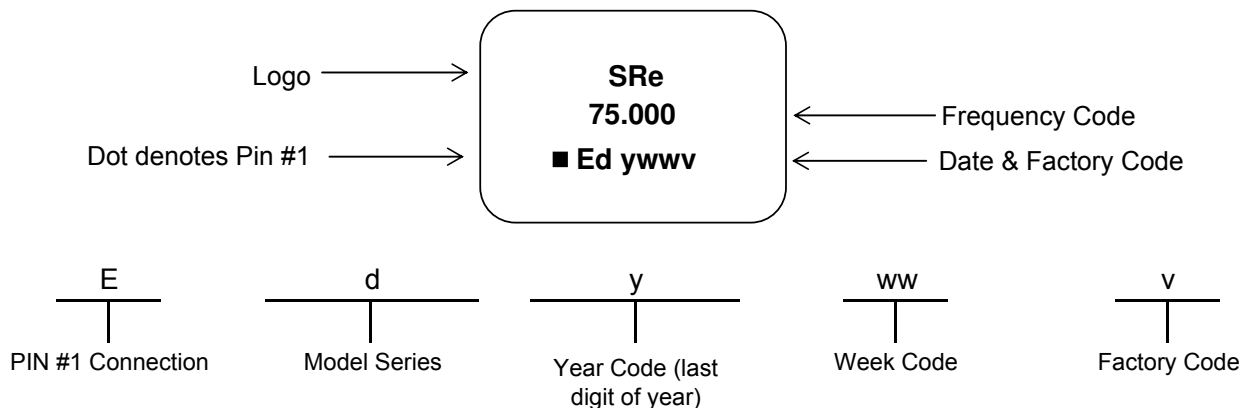 Logo
SRe
75.000
Frequency Code
Dot denotes Pin #1
■ Ed ywwv
Date & Factory Code
E
d
y
ww
v
PIN #1 Connection
Model Series
Year Code (last
digit of year)
Week Code
Factory Code